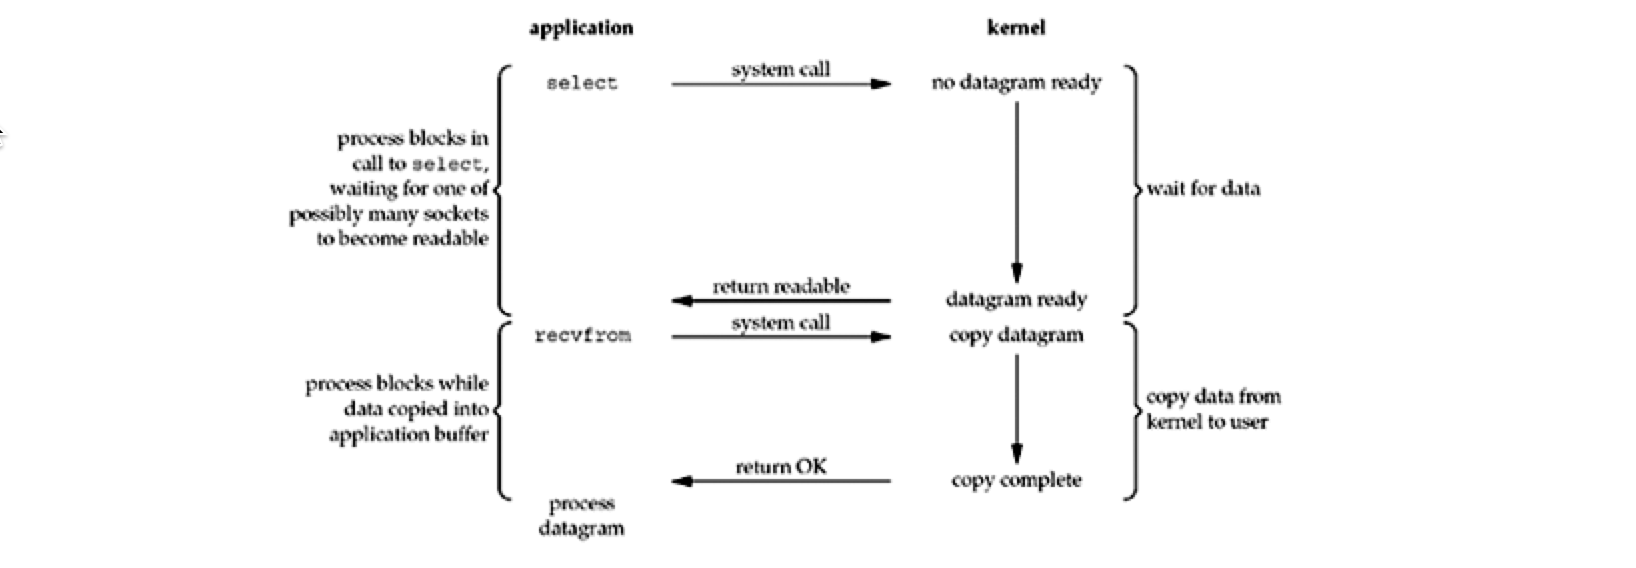 application
kernel
select
system call
no datagram ready
process blocks in
call to select,
waiting for one of
possibly many sockets
to become readable
wait for data
return readable
datagram ready
recvfrom
system call
copy datagram
process blocks while
data copied into
application buffer
copy data from
kernel to user
return OK
copy complete
process
datagram